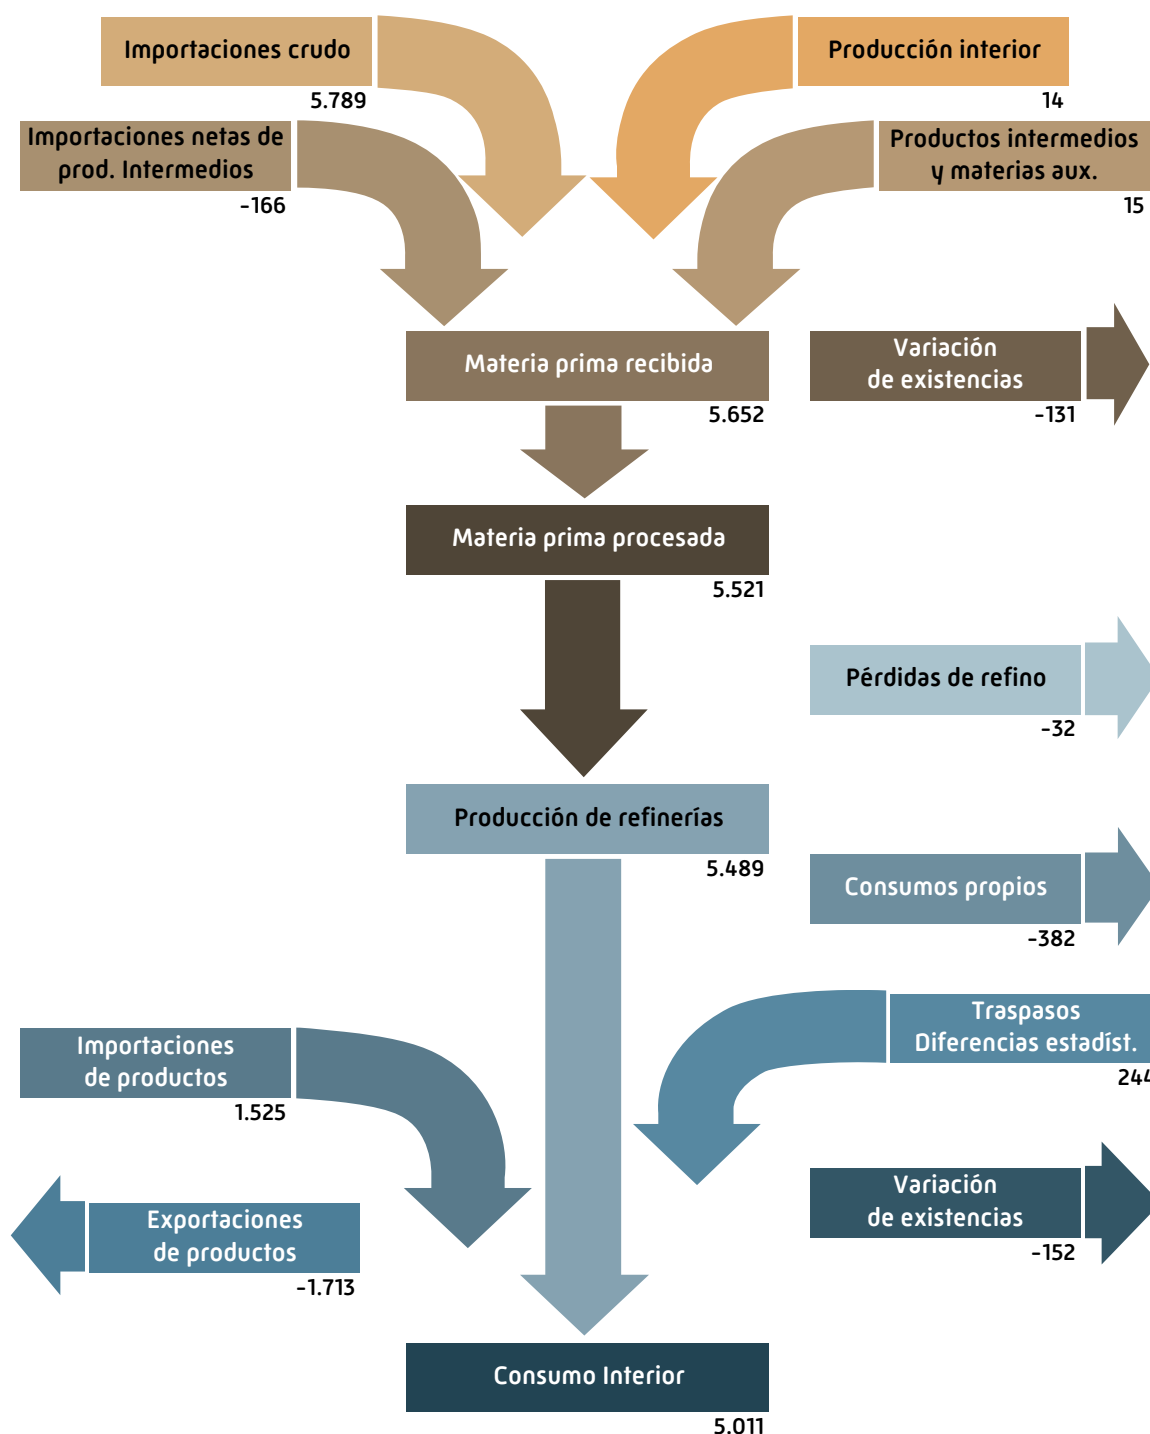 Importaciones crudo
5.789
Producción interior
14
Importaciones netas de
prod. Intermedios
-166
Productos intermedios
y materias aux.
15
Materia prima recibida
5.652
Variación
de existencias
-131
Materia prima procesada
5.521
Pérdidas de refino
-32
Producción de refinerías
5.489
Consumos propios
-382
Traspasos
Diferencias estadíst.
244
Importaciones
de productos
1.525
Variación
de existencias
-152
Exportaciones
de productos
-1.713
Consumo Interior
5.011